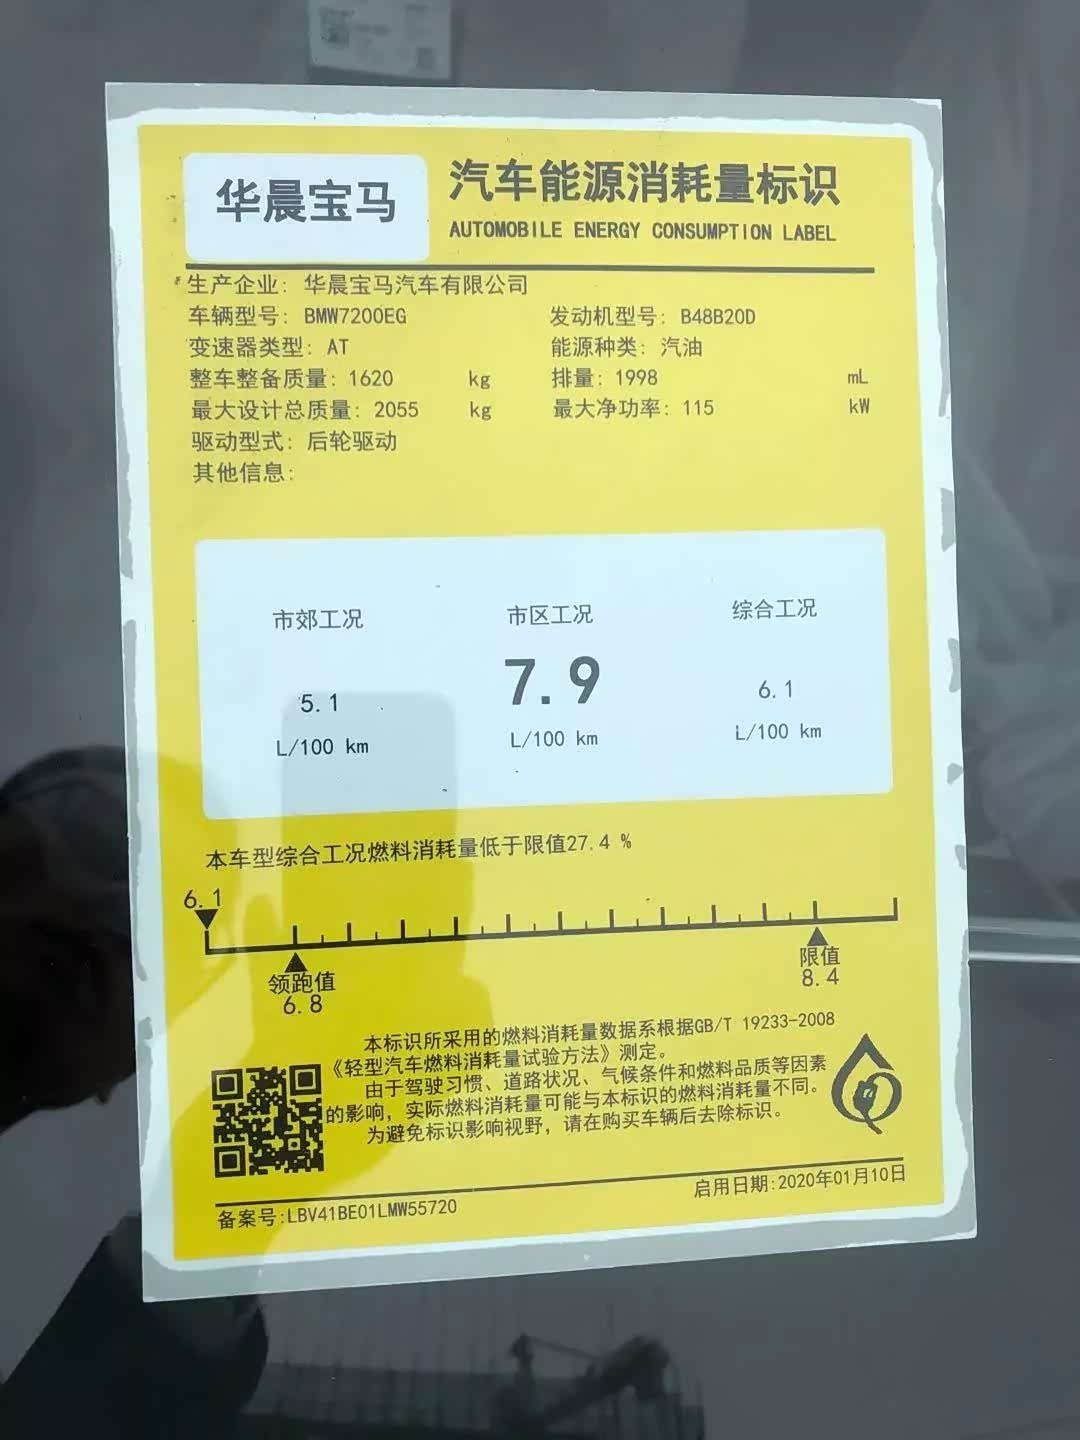 华晨宝马
汽车能源消耗量标识
AUTOMOBILE ENERGY CONSUMPTION LABEL
生产企业: 华晨宝马汽车有限公司
车辆型号: BMW7200EG 发动机型号: B48B20D
变速器类型: AT 能源种类: 汽油
整车整备质量: 1620 kg 排量: 1998 mL
最大设计总质量: 2055 kg 最大净功率: 115 kW
驱动型式: 后轮驱动
其他信息:
市郊工况 市区工况 综合工况
5.1 7.9 6.1
L/100 km L/100 km L/100 km
本车型综合工况燃料消耗量低于限值27.4 %
6.1
领跑值 限值
6.8 8.4
本标识所采用的燃料消耗量数据系根据GB/T 19233-2008
《轻型汽车燃料消耗量试验方法》测定。
由于驾驶习惯、道路状况、气候条件和燃料品质等因素
的影响，实际燃料消耗量可能与本标识的燃料消耗量不同。
为避免标识影响视野，请在购买车辆后去除标识。
备案号:LBV41BE01LMW55720 启用日期:2020年01月10日